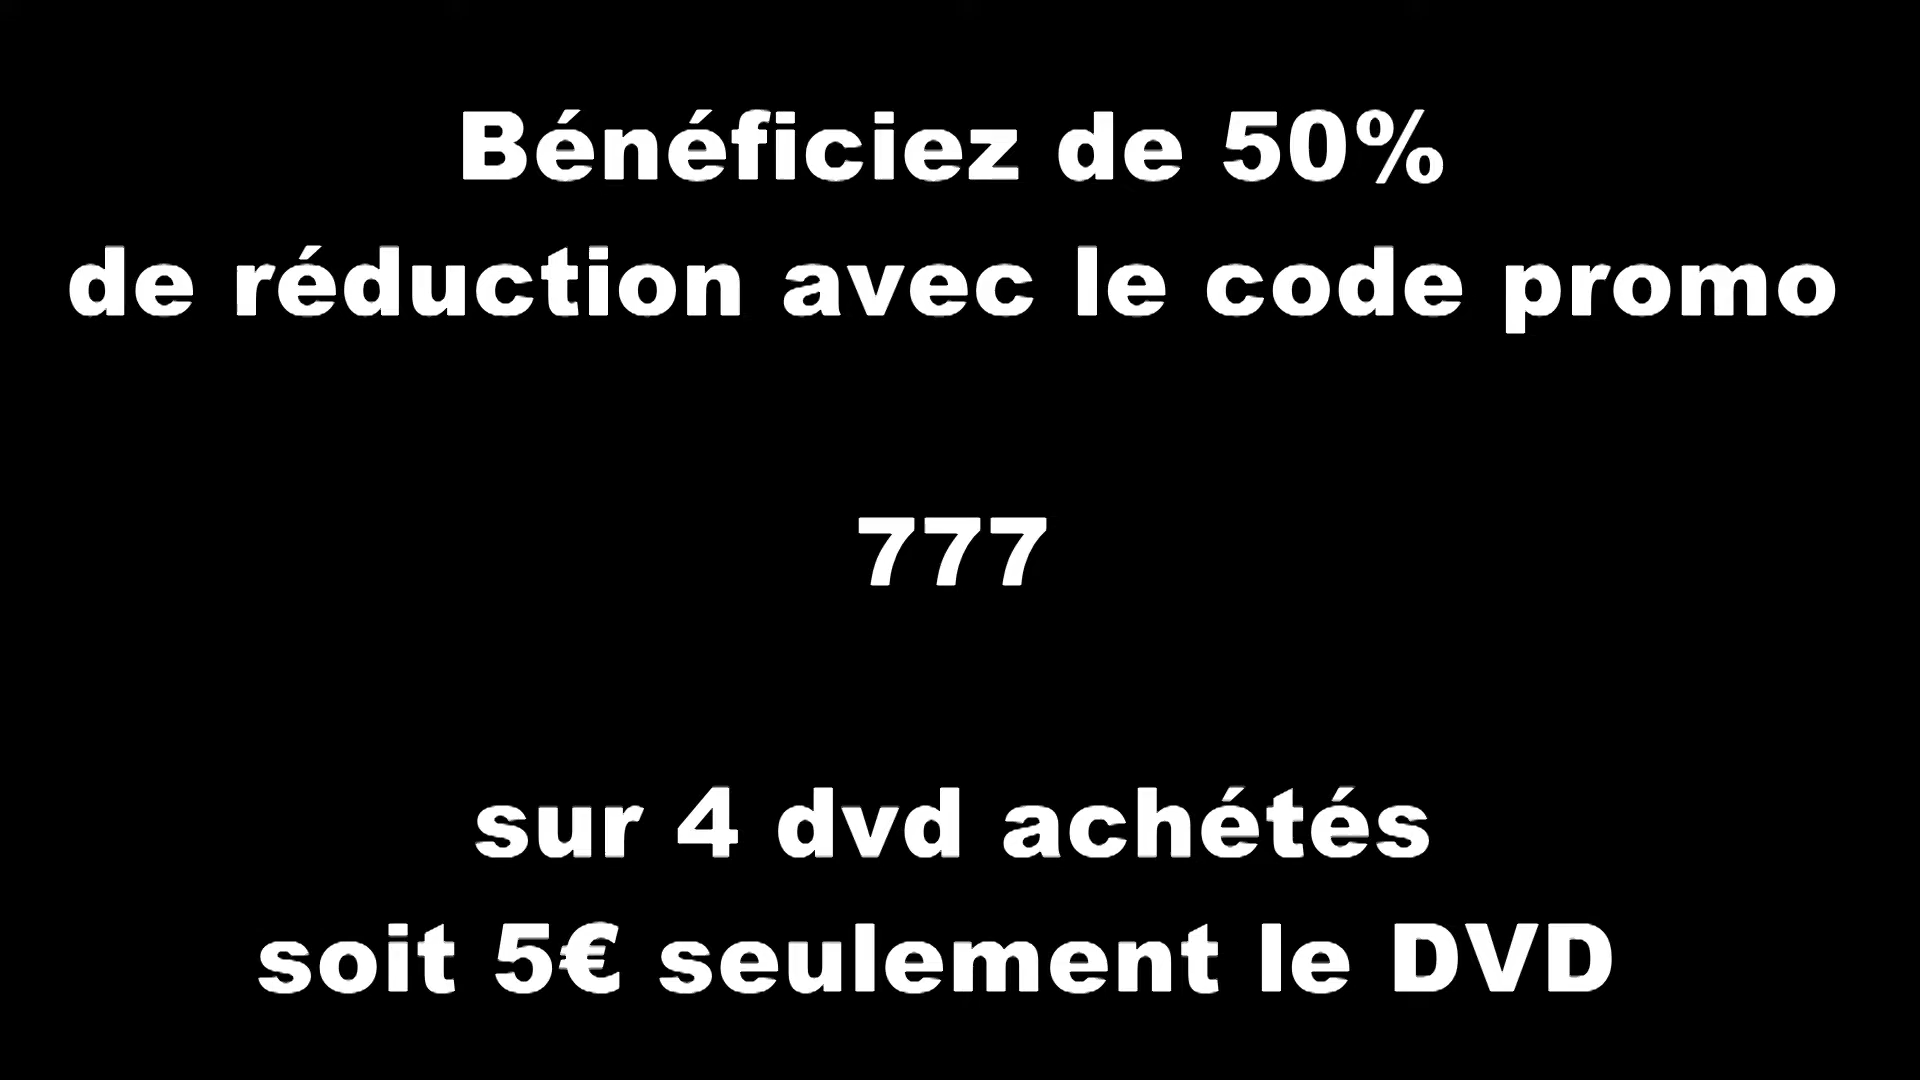 Bénéficiez de 50%
de réduction avec le code promo
777
sur 4 dvd achétés
soit 5€ seulement le DVD